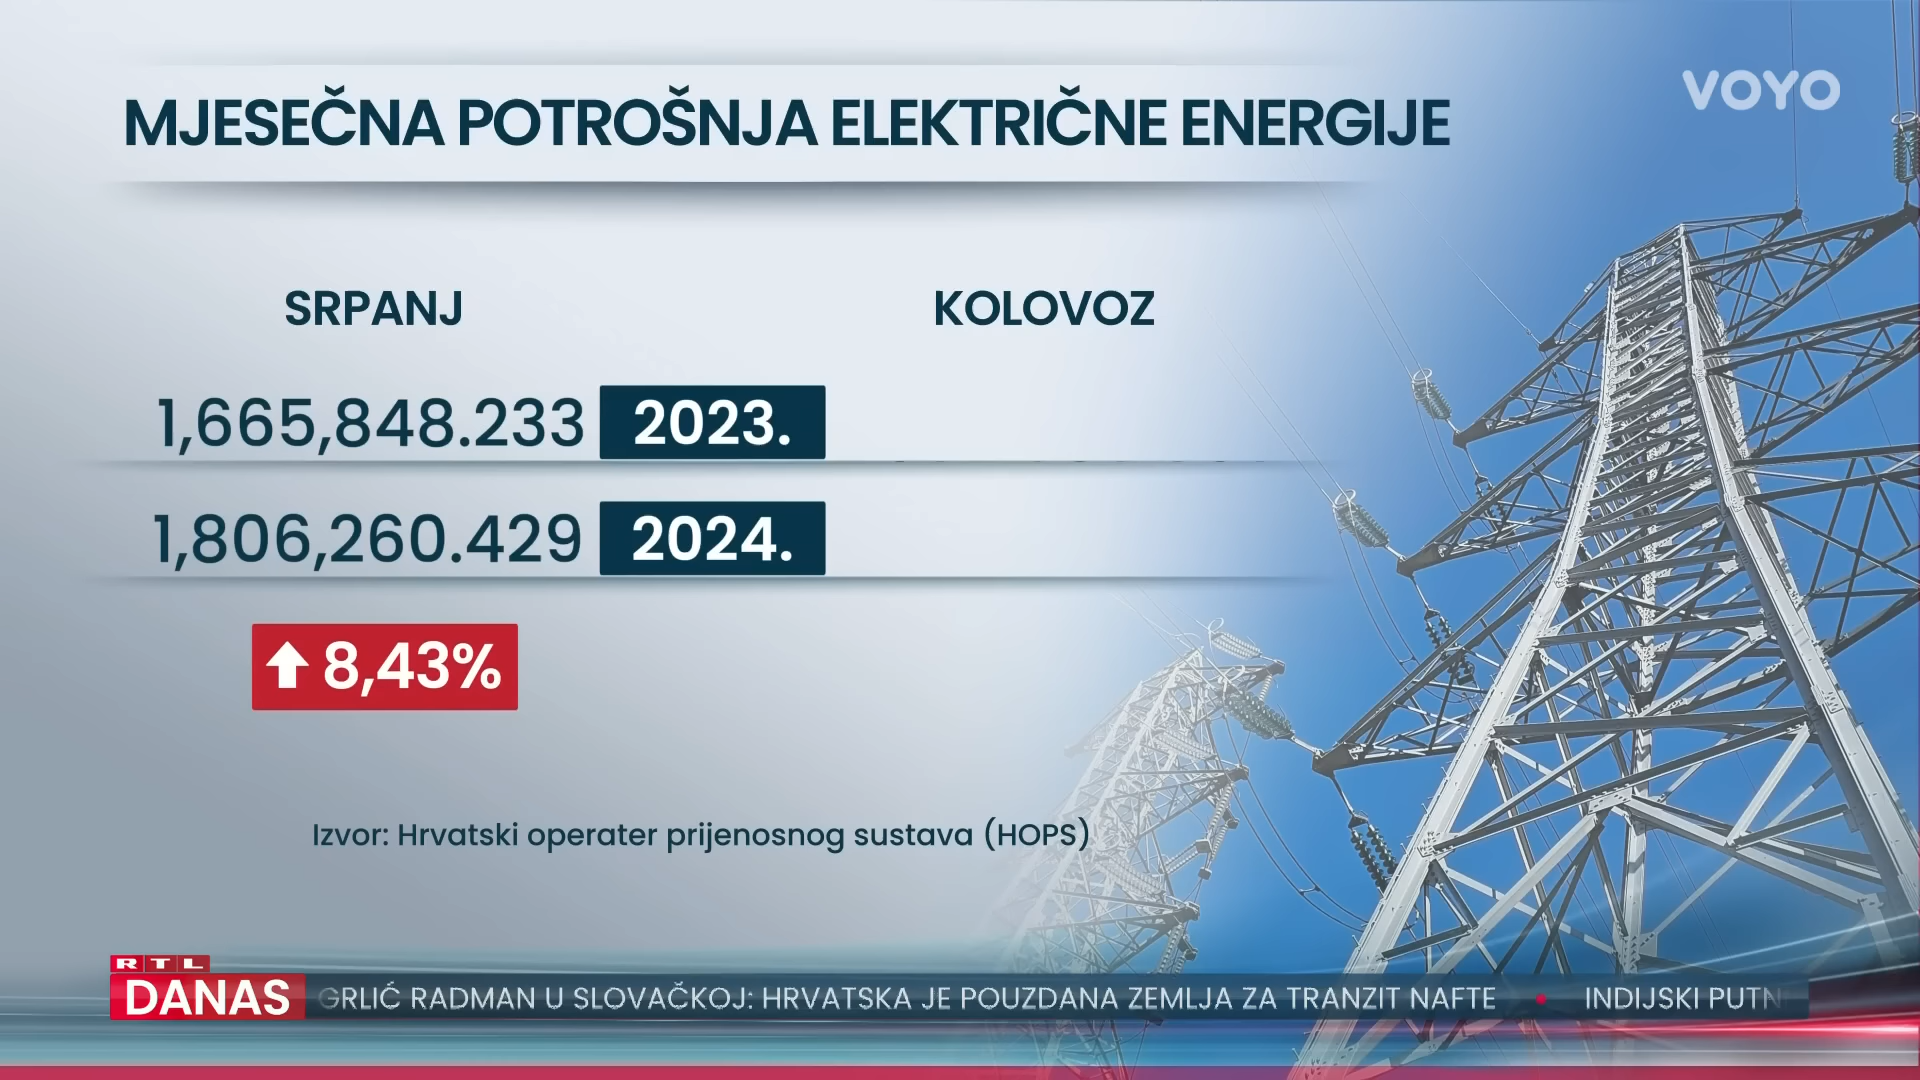 VOYO
MJESEČNA POTROŠNJA ELEKTRIČNE ENERGIJE
SRPANJ KOLOVOZ
1,665,848.233 2023.
1,806,260.429 2024.
8,43%
Izvor: Hrvatski operater prijenosnog sustava (HOPS)
RTL
DANAS GRLIĆ RADMAN U SLOVAČKOJ: HRVATSKA JE POUZDANA ZEMLJA ZA TRANZIT NAFTE • INDIJSKI PUTN